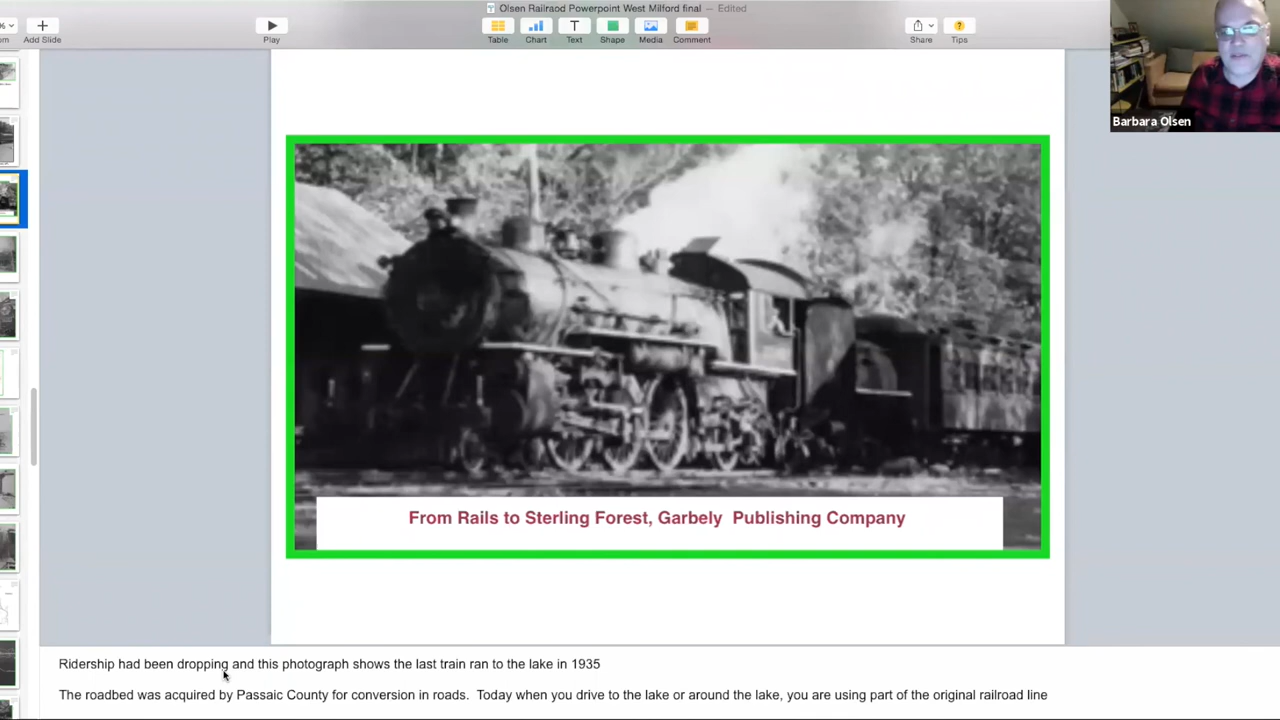 Olsen Railraod Powerpoint West Milford final — Edited
%
Add Slide
Play
Table
Chart
Text
Shape
Media
Comment
Share
Tips
Barbara Olsen
From Rails to Sterling Forest, Garbely Publishing Company
Ridership had been dropping and this photograph shows the last train ran to the lake in 1935
The roadbed was acquired by Passaic County for conversion in roads. Today when you drive to the lake or around the lake, you are using part of the original railroad line